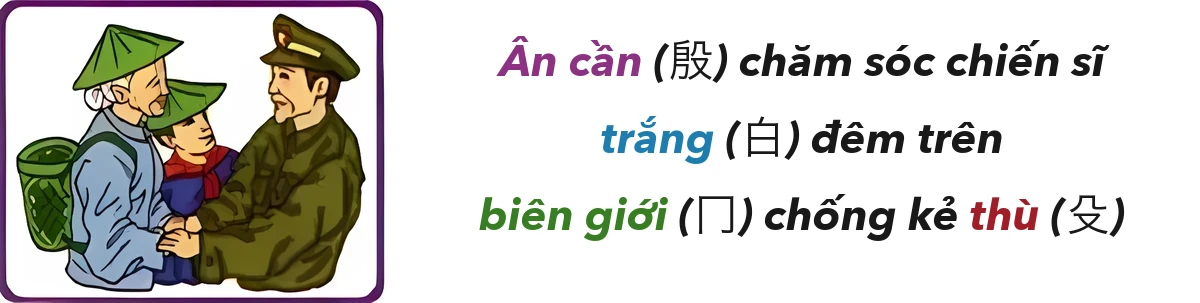 Ân cần (殷) chăm sóc chiến sĩ
trắng (白) đêm trên
biên giới (冂) chống kẻ thù (殳)